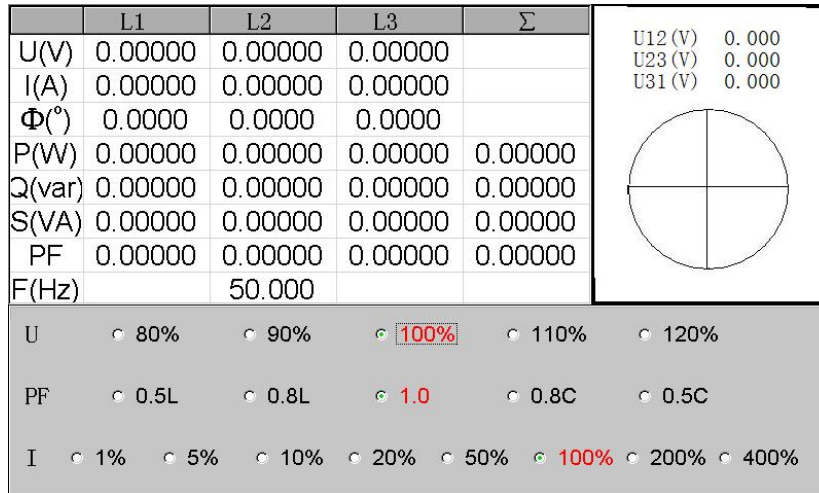 L1 L2 L3 Σ
U(V) 0.00000 0.00000 0.00000
I(A) 0.00000 0.00000 0.00000
Φ(°) 0.0000 0.0000 0.0000
P(W) 0.00000 0.00000 0.00000 0.00000
Q(var) 0.00000 0.00000 0.00000 0.00000
S(VA) 0.00000 0.00000 0.00000 0.00000
PF 0.00000 0.00000 0.00000 0.00000
F(Hz) 50.000
U12(V) 0.000
U23(V) 0.000
U31(V) 0.000
U 80% 90% 100% 110% 120%
PF 0.5L 0.8L 1.0 0.8C 0.5C
I 1% 5% 10% 20% 50% 100% 200% 400%